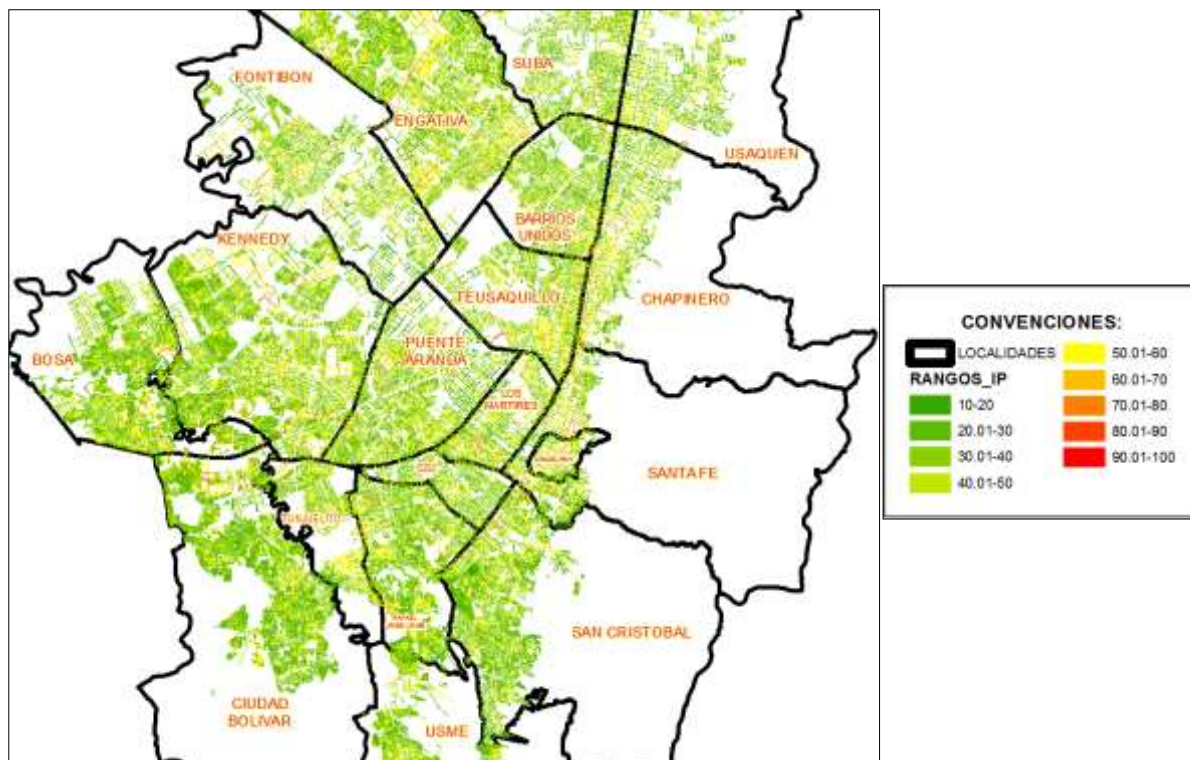 SUBA
FONTIBON
ENGATIVA
USAQUEN
BARRIOS
UNIDOS
KENNEDY
TEUSAQUILLO
CHAPINERO
PUENTE
ARANDA
BOSA
LOS
MARTIRES
SANTA FE
TUNJUELITO
SAN CRISTOBAL
CIUDAD
BOLIVAR
USME
CONVENCIONES:
LOCALIDADES
RANGOS_IP
10-20
20.01-30
30.01-40
40.01-50
50.01-60
60.01-70
70.01-80
80.01-90
90.01-100